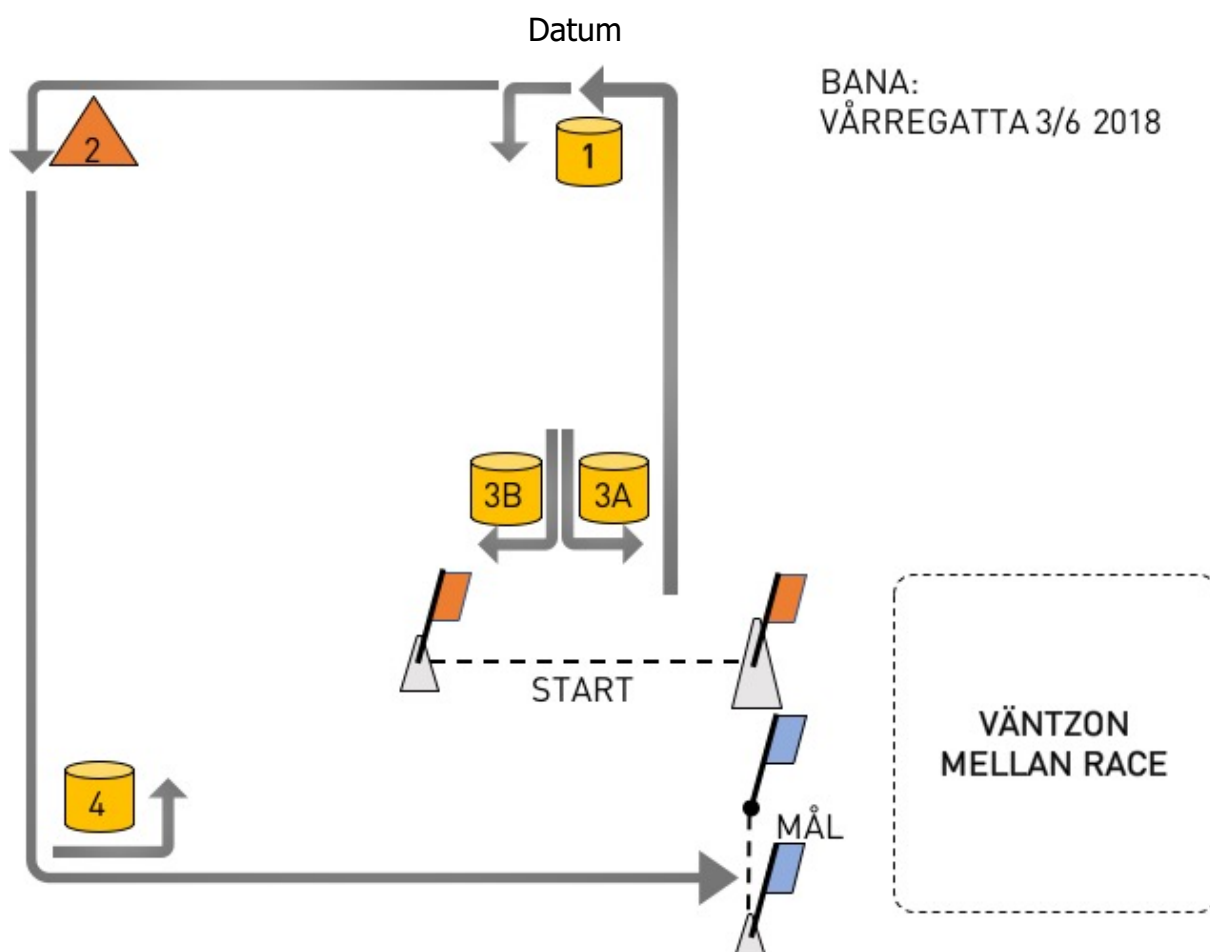 Datum
BANA:
VÅRREGATTA 3/6 2018
2
1
3B
3A
START
VÄNTZON
MELLAN RACE
4
MÅL